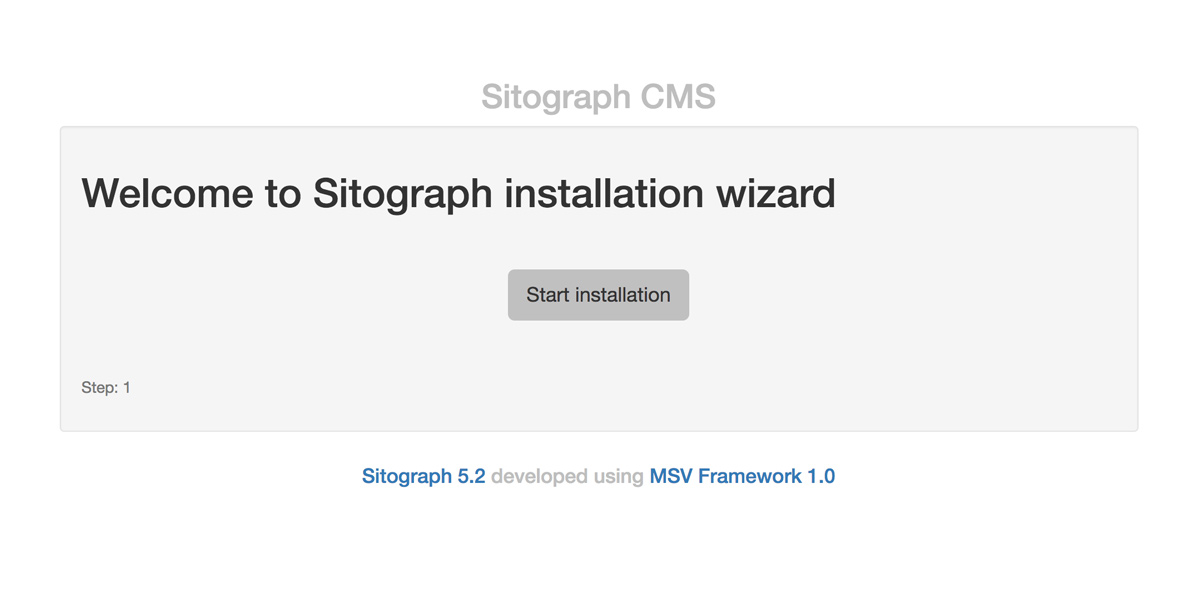 Sitograph CMS
Welcome to Sitograph installation wizard
Start installation
Step: 1
Sitograph 5.2 developed using MSV Framework 1.0